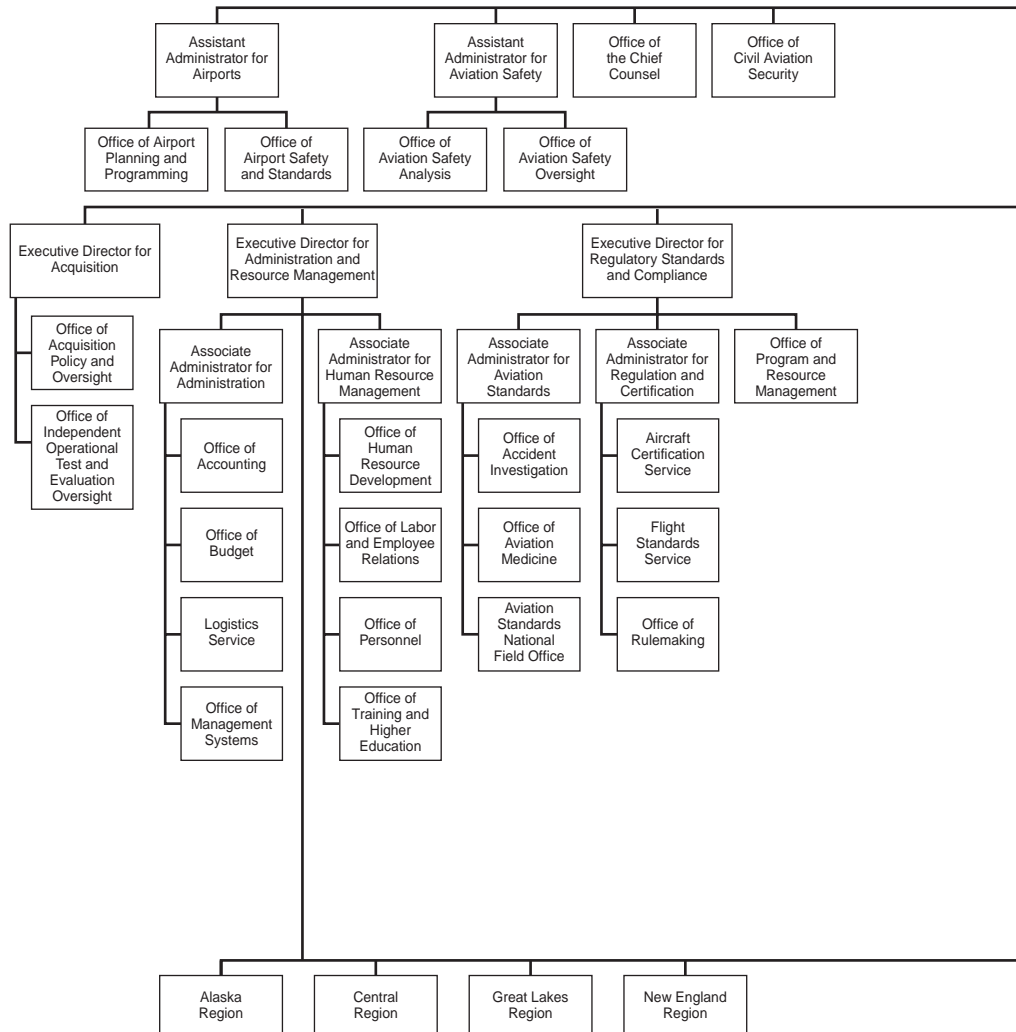 Assistant
Administrator for
Airports
Assistant
Administrator for
Aviation Safety
Office of
the Chief
Counsel
Office of
Civil Aviation
Security
Office of Airport
Planning and
Programming
Office of
Airport Safety
and Standards
Office of
Aviation Safety
Analysis
Office of
Aviation Safety
Oversight
Executive Director for
Acquisition
Executive Director for
Administration and
Resource Management
Executive Director for
Regulatory Standards
and Compliance
Office of
Acquisition
Policy and
Oversight
Office of
Independent
Operational
Test and
Evaluation
Oversight
Associate
Administrator for
Administration
Office of
Accounting
Office of
Budget
Logistics
Service
Office of
Management
Systems
Associate
Administrator for
Human Resource
Management
Office of
Human
Resource
Development
Office of Labor
and Employee
Relations
Office of
Personnel
Office of
Training and
Higher
Education
Associate
Administrator for
Aviation
Standards
Office of
Accident
Investigation
Office of
Aviation
Medicine
Aviation
Standards
National
Field Office
Associate
Administrator for
Regulation and
Certification
Aircraft
Certification
Service
Flight
Standards
Service
Office of
Rulemaking
Office of
Program and
Resource
Management
Alaska
Region
Central
Region
Great Lakes
Region
New England
Region